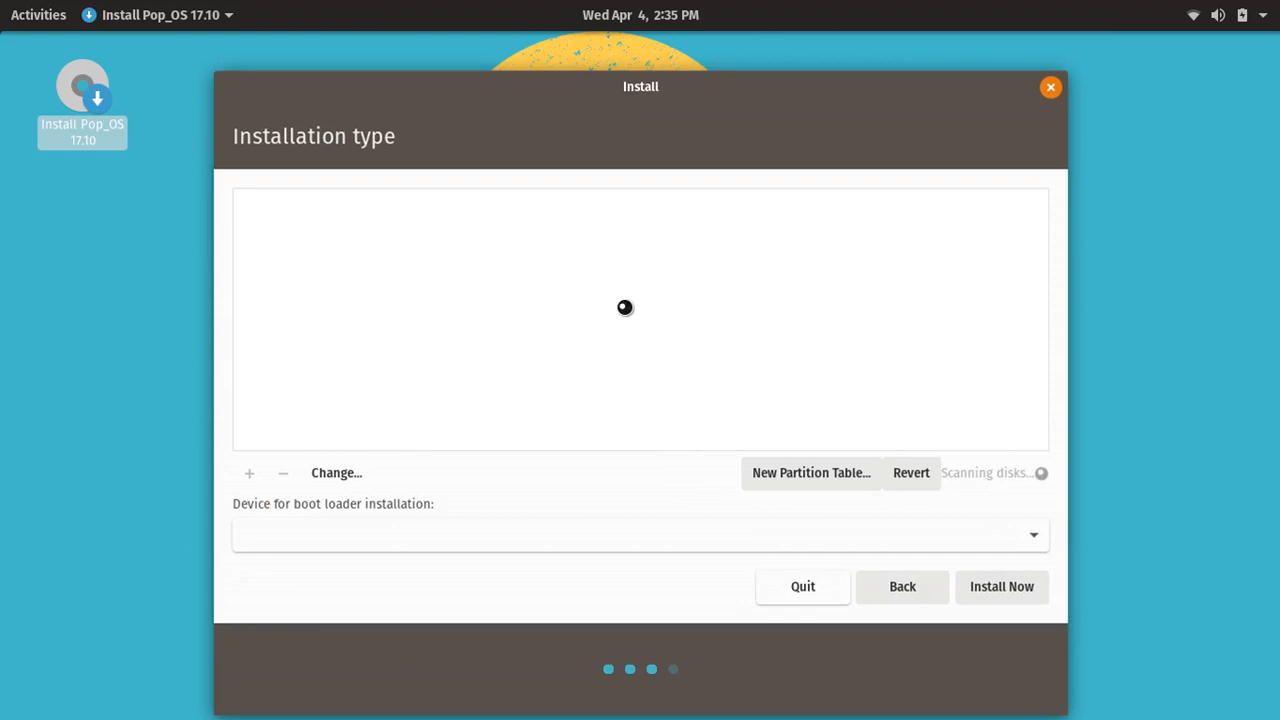 Activities
Install Pop_OS 17.10
Wed Apr 4, 2:35 PM
Install Pop_OS
17.10
Install
Installation type
+ − Change...
New Partition Table... Revert Scanning disks...
Device for boot loader installation:
Quit Back Install Now